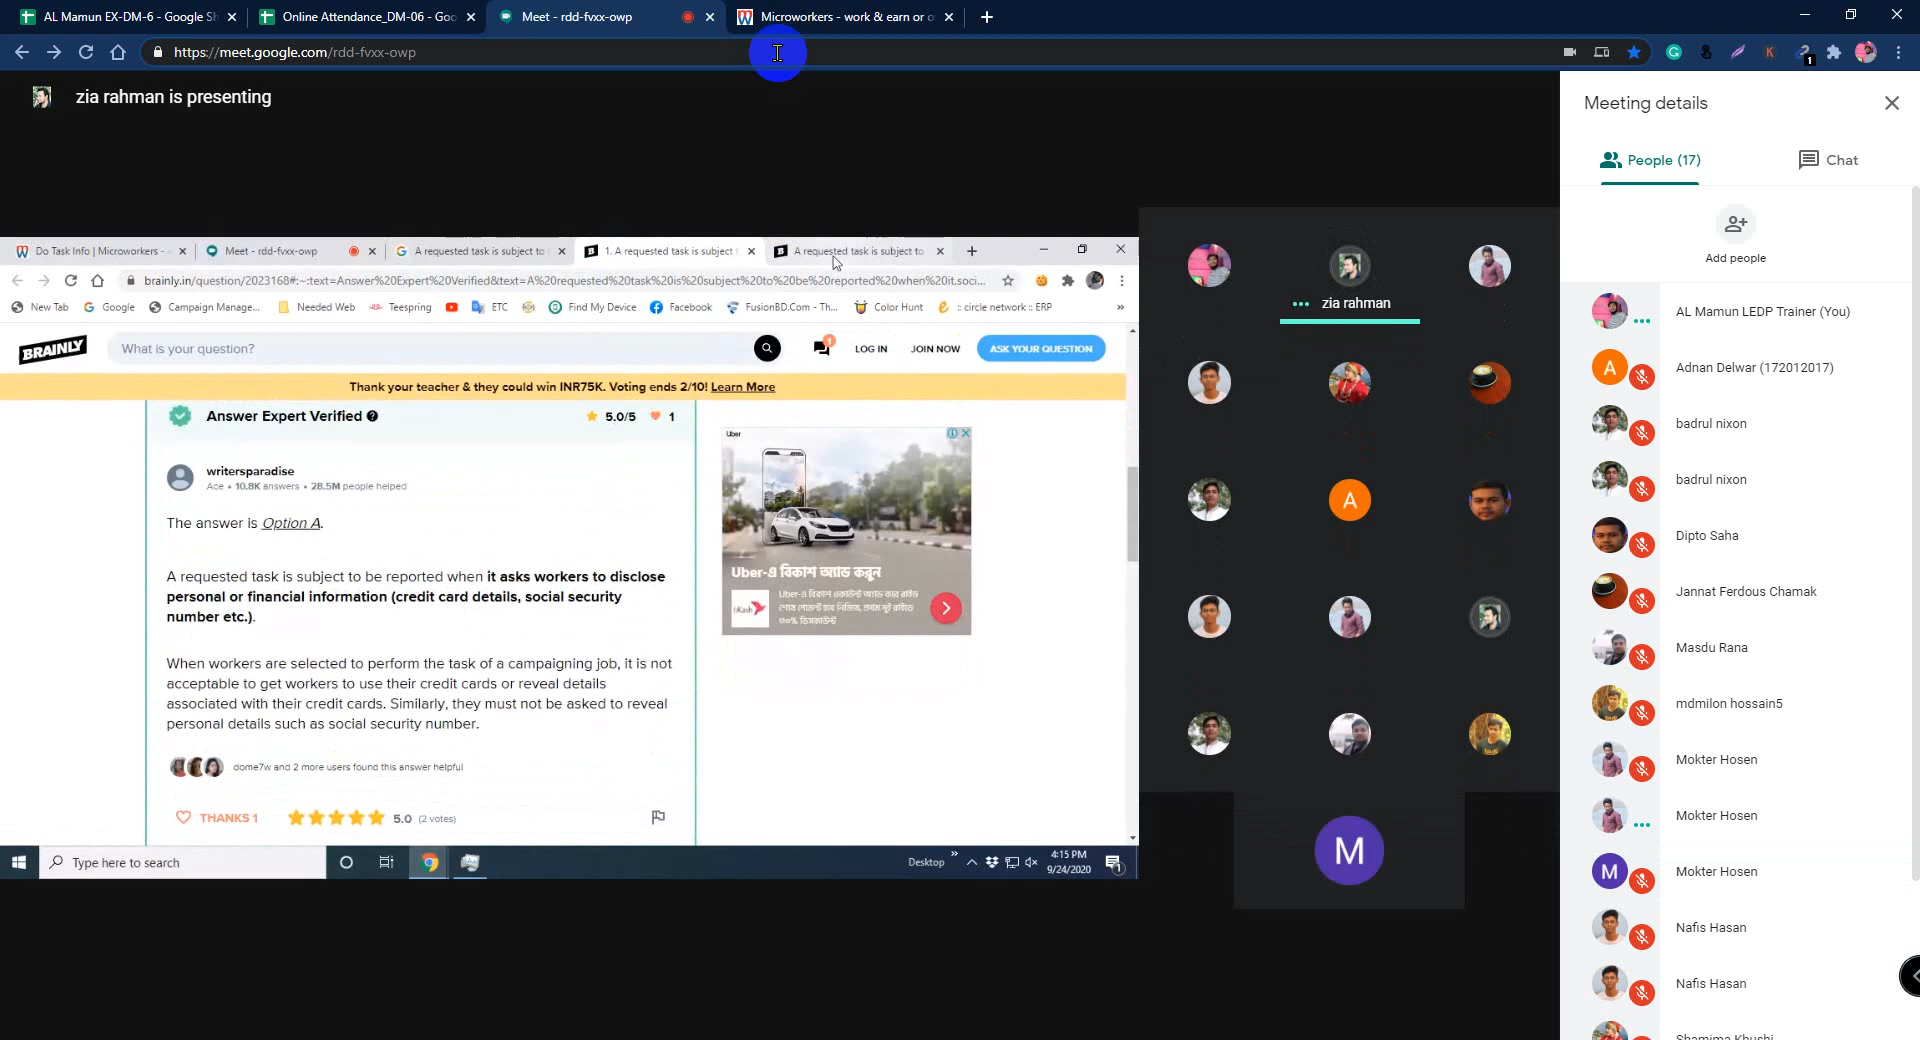 AL Mamun EX-DM-6 - Google Sh
Online Attendance_DM-06 - Goo
Meet - rdd-fvxx-owp
Microworkers - work & earn or o
https://meet.google.com/rdd-fvxx-owp
1
zia rahman is presenting
Do Task Info | Microworkers -
Meet - rdd-fvxx-owp
A requested task is subject to
1. A requested task is subject
A requested task is subject to
brainly.in/question/2023168#:~:text=Answer%20Expert%20Verified&text=A%20requested%20task%20is%20subject%20to%20be%20reported%20when%20it,soci...
New Tab
Google
Campaign Manage...
Needed Web
Teespring
ETC
Find My Device
Facebook
FusionBD.Com - Th...
Color Hunt
:: circle network :: ERP
»
BRAINLY
What is your question?
1
LOG IN
JOIN NOW
ASK YOUR QUESTION
Thank your teacher & they could win INR75K. Voting ends 2/10! Learn More
Answer Expert Verified
5.0/5
1
writersparadise
Ace • 10.8K answers • 28.5M people helped
The answer is Option A.
A requested task is subject to be reported when it asks workers to disclose
personal or financial information (credit card details, social security
number etc.).
When workers are selected to perform the task of a campaigning job, it is not
acceptable to get workers to use their credit cards or reveal details
associated with their credit cards. Similarly, they must not be asked to reveal
personal details such as social security number.
dome7w and 2 more users found this answer helpful
THANKS 1
5.0 (2 votes)
Uber
Uber-এ বিকাশ অ্যাড করুন
bKash
Type here to search
Desktop
»
4:15 PM
9/24/2020
1
zia rahman
A
M
Meeting details
People (17)
Chat
Add people
AL Mamun LEDP Trainer (You)
A
Adnan Delwar (172012017)
badrul nixon
badrul nixon
Dipto Saha
Jannat Ferdous Chamak
Masdu Rana
mdmilon hossain5
Mokter Hosen
Mokter Hosen
M
Mokter Hosen
Nafis Hasan
Nafis Hasan
Shamima Khushi